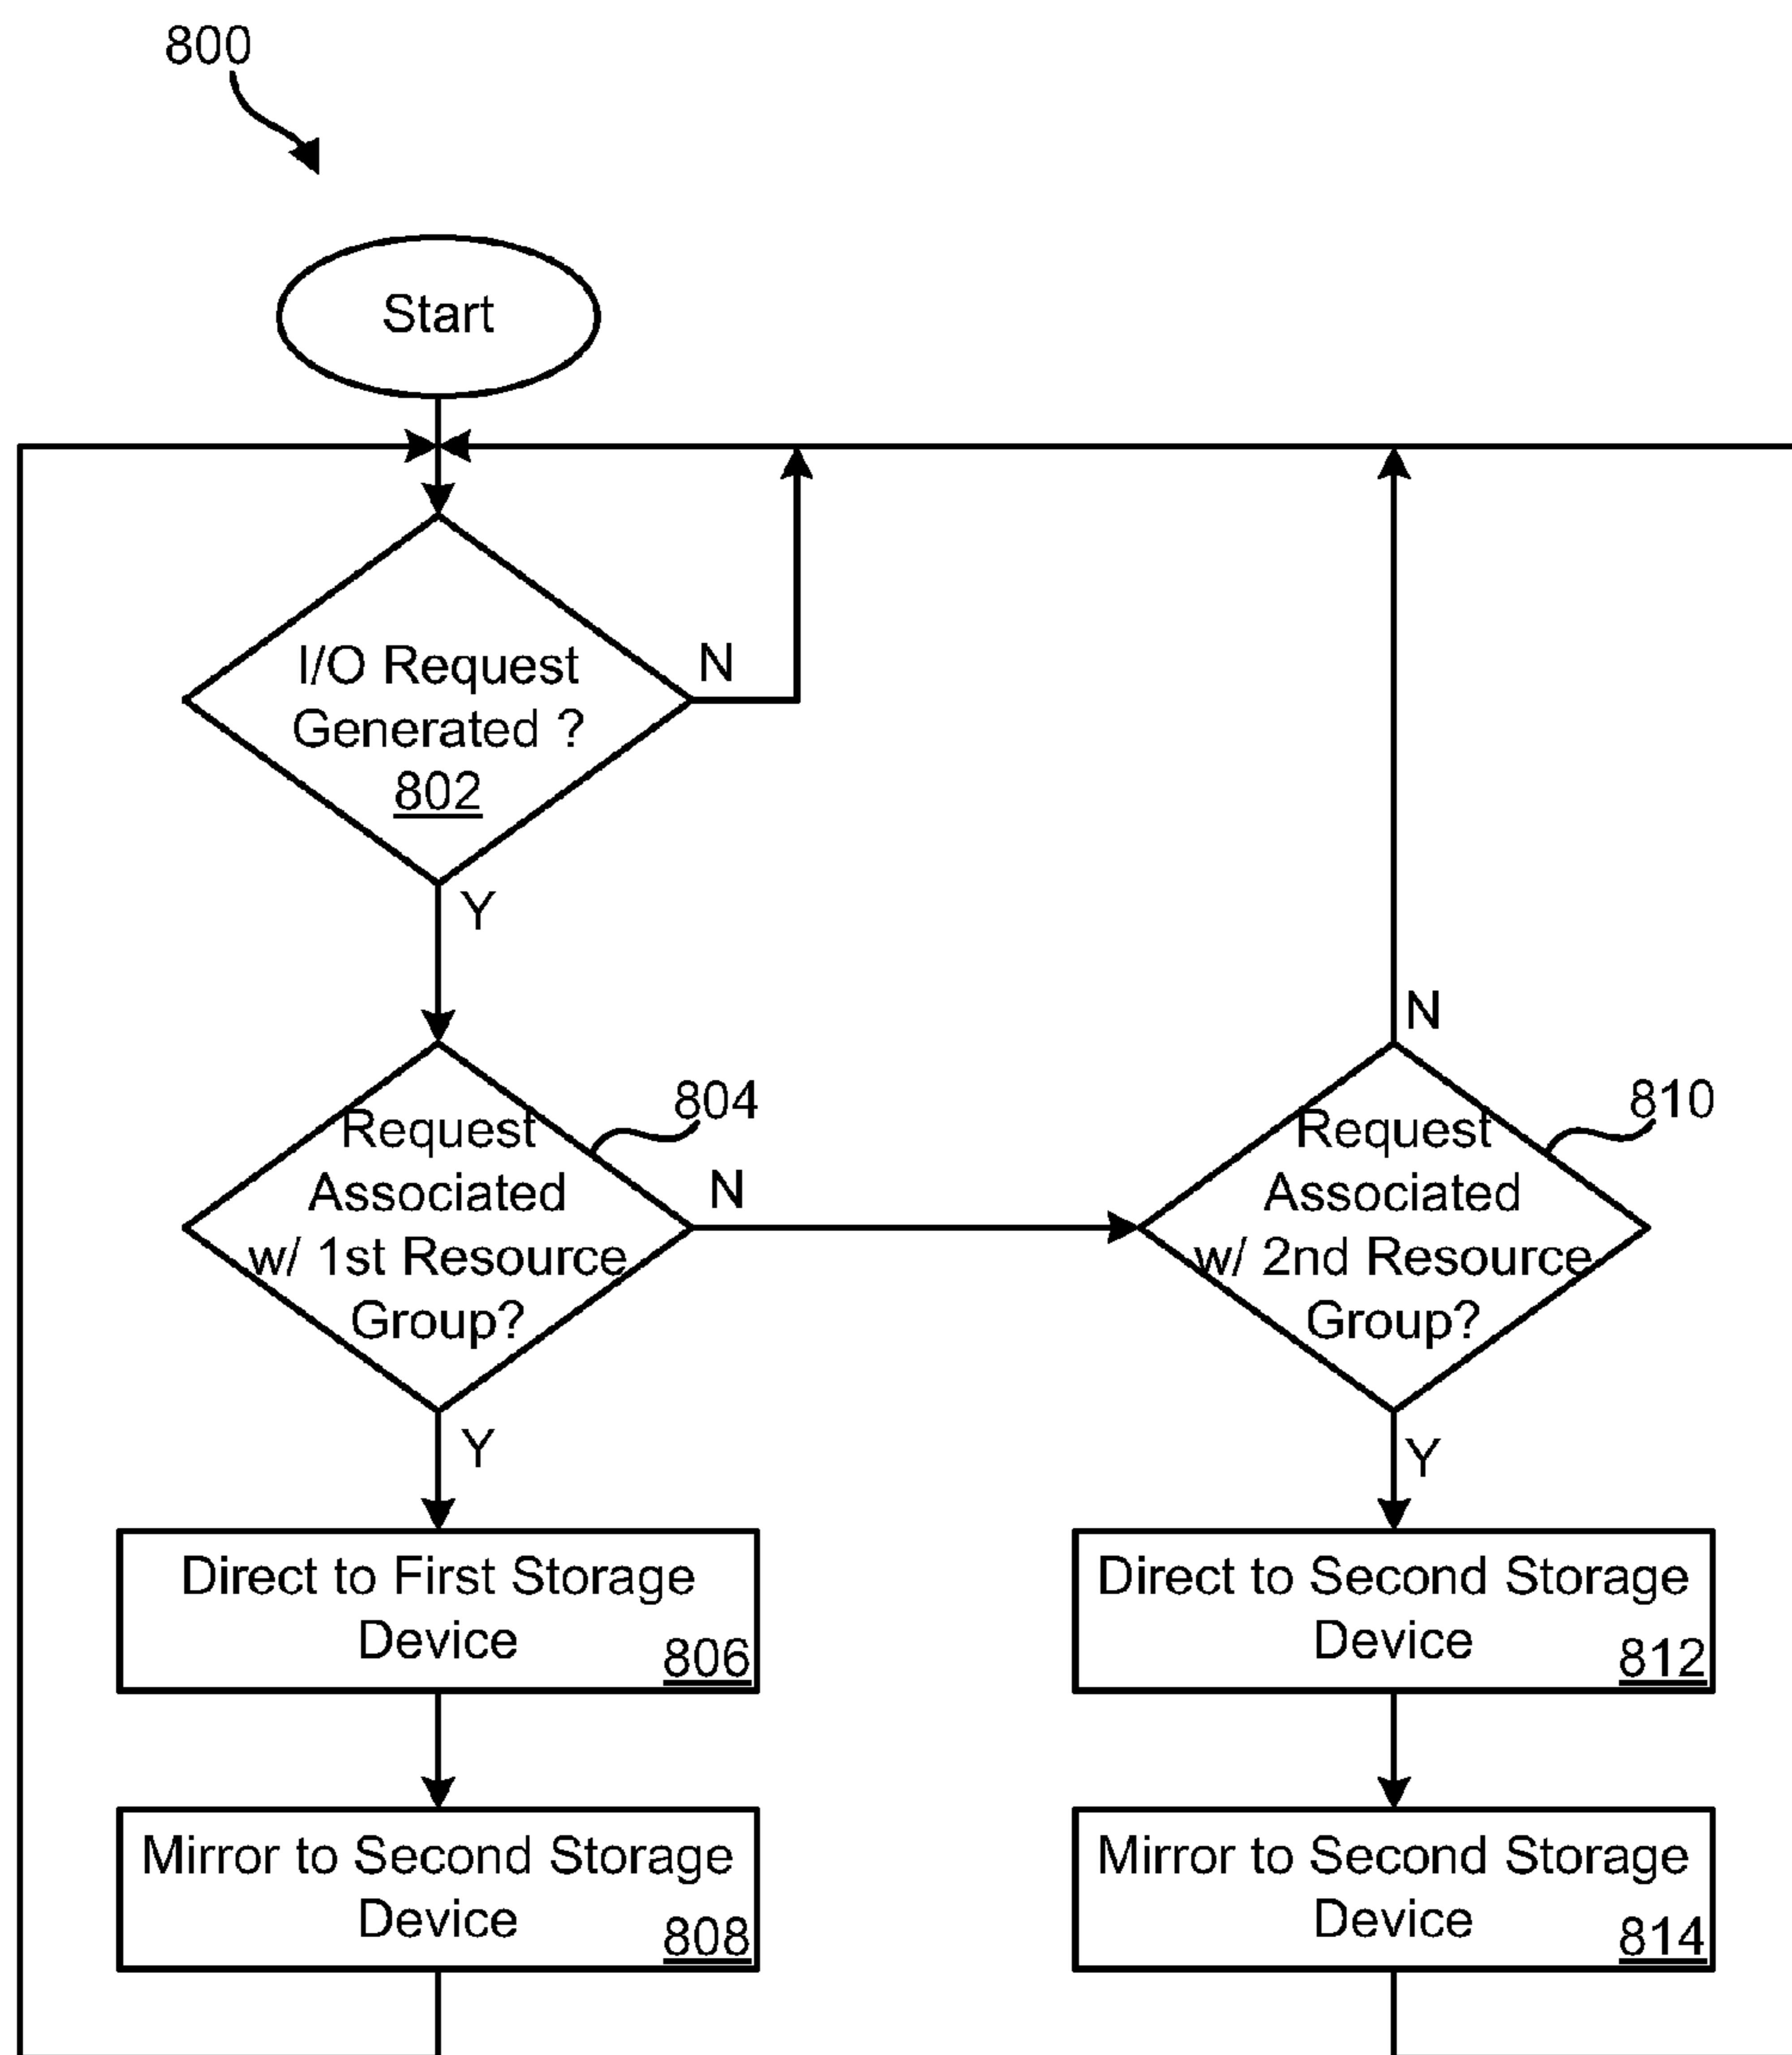 800
Start
I/O Request
Generated ?
802
N
Y
Request
Associated
w/ 1st Resource
Group?
804
N
Y
Request
Associated
w/ 2nd Resource
Group?
810
N
Y
Direct to First Storage
Device
806
Direct to Second Storage
Device
812
Mirror to Second Storage
Device
808
Mirror to Second Storage
Device
814